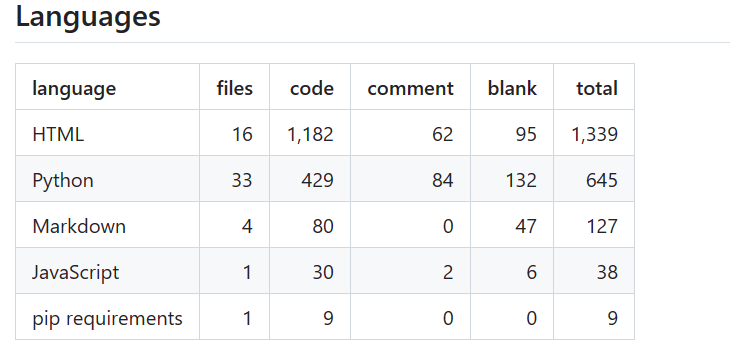 Languages
language files code comment blank total
HTML 16 1,182 62 95 1,339
Python 33 429 84 132 645
Markdown 4 80 0 47 127
JavaScript 1 30 2 6 38
pip requirements 1 9 0 0 9